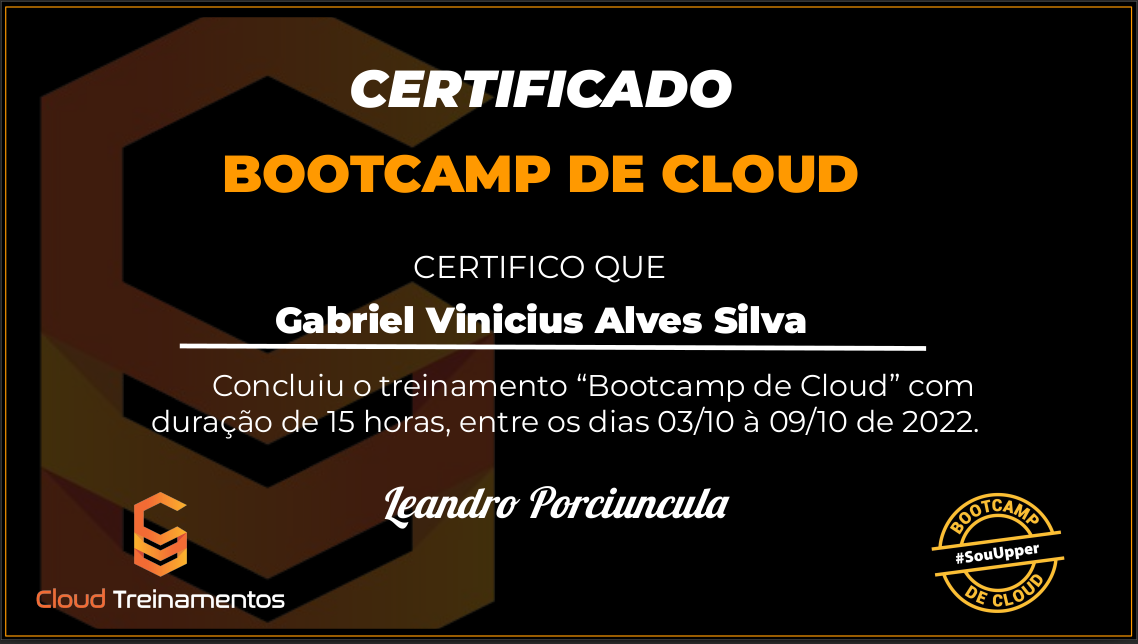 CERTIFICADO
BOOTCAMP DE CLOUD
CERTIFICO QUE
Gabriel Vinicius Alves Silva
Concluiu o treinamento “Bootcamp de Cloud” com
duração de 15 horas, entre os dias 03/10 à 09/10 de 2022.
Leandro Porciuncula
Cloud Treinamentos
BOOTCAMP
#SouUpper
DE CLOUD